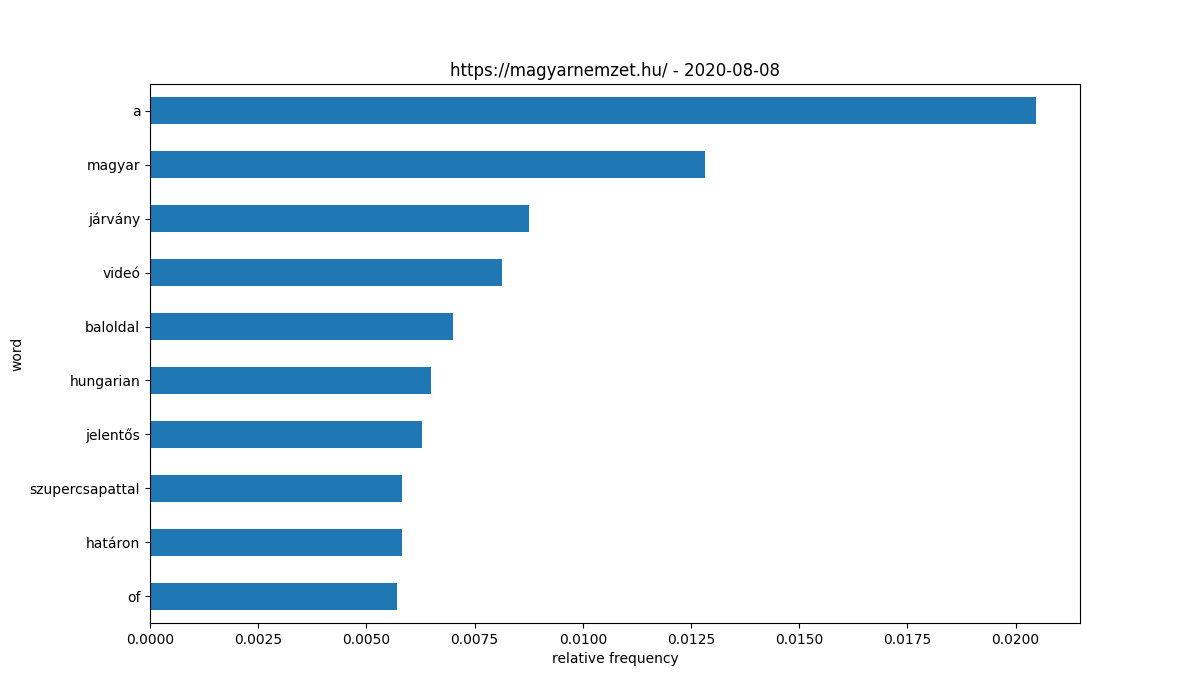 https://magyarnemzet.hu/ - 2020-08-08
a
magyar
járvány
videó
baloldal
hungarian
jelentős
szupercsapattal
határon
of
word
0.0000 0.0025 0.0050 0.0075 0.0100 0.0125 0.0150 0.0175 0.0200
relative frequency